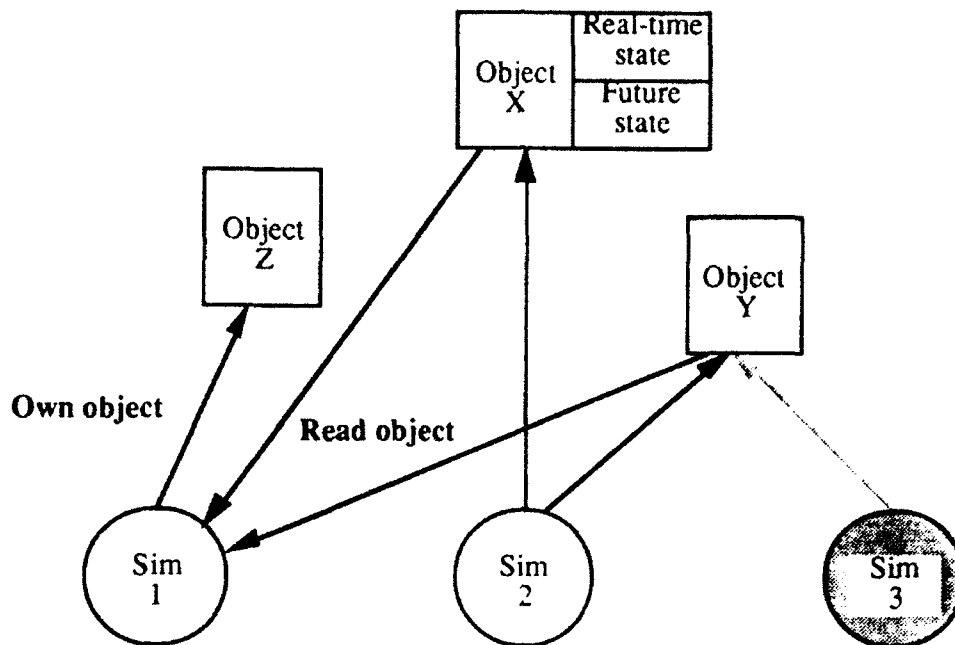 Real-time
state
Object
X
Future
state
Object
Z
Object
Y
Own object
Read object
Sim
1
Sim
2
Sim
3